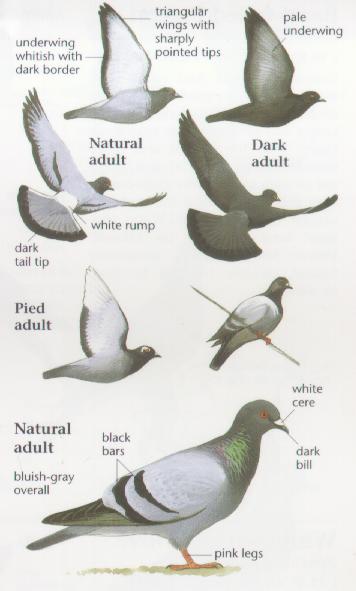 triangular
wings with
sharply
pointed tips
pale
underwing
underwing
whitish with
dark border
Natural
adult
Dark
adult
white rump
dark
tail tip
Pied
adult
white
cere
Natural
adult
black
bars
dark
bill
bluish-gray
overall
pink legs